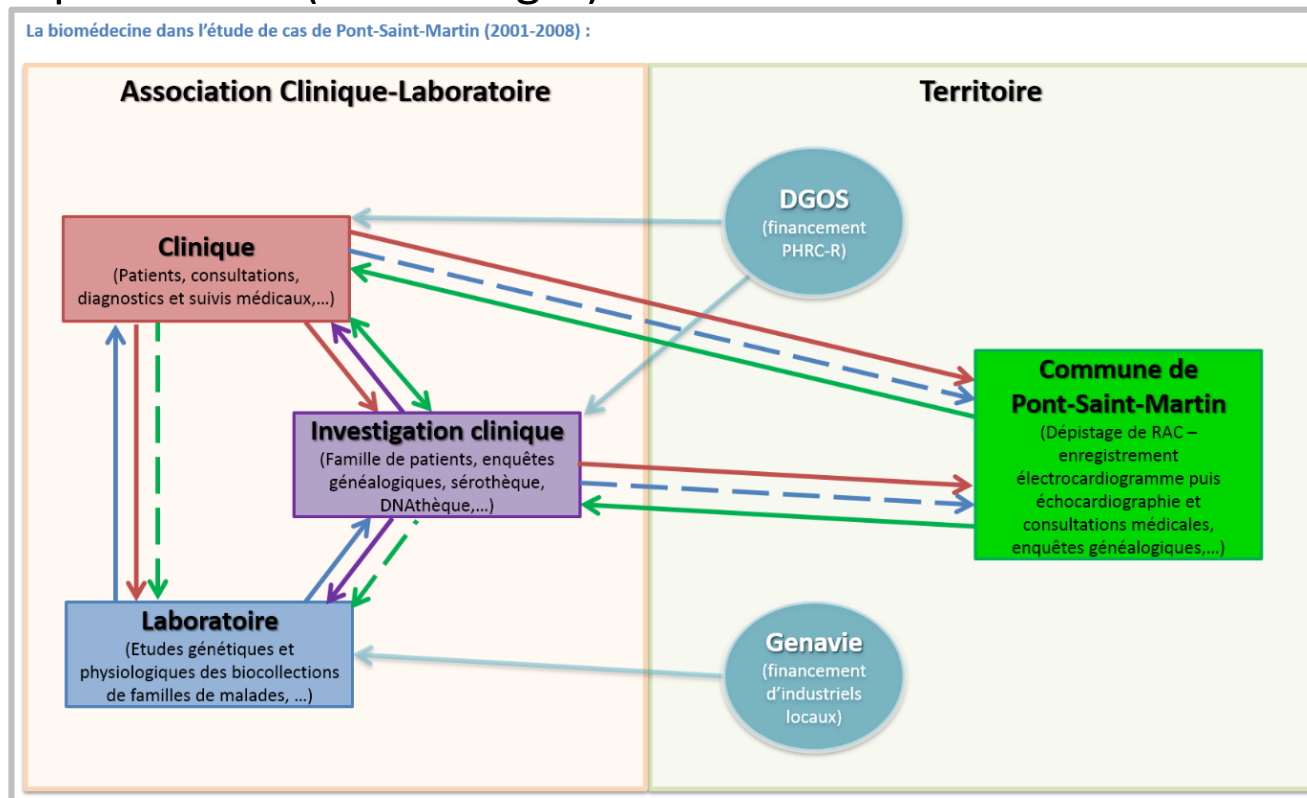 La biomédecine dans l'étude de cas de Pont-Saint-Martin (2001-2008) :
Association Clinique-Laboratoire
Territoire
DGOS
(financement
PHRC-R)
Clinique
(Patients, consultations,
diagnostics et suivis médicaux,...)
Commune de
Pont-Saint-Martin
(Dépistage de RAC –
enregistrement
électrocardiogramme puis
échocardiographie et
consultations médicales,
enquêtes généalogiques,...)
Investigation clinique
(Famille de patients, enquêtes
généalogiques, sérothèque,
DNAthèque,...)
Laboratoire
(Etudes génétiques et
physiologiques des biocollections
de familles de malades, ...)
Genavie
(financement
d'industriels
locaux)